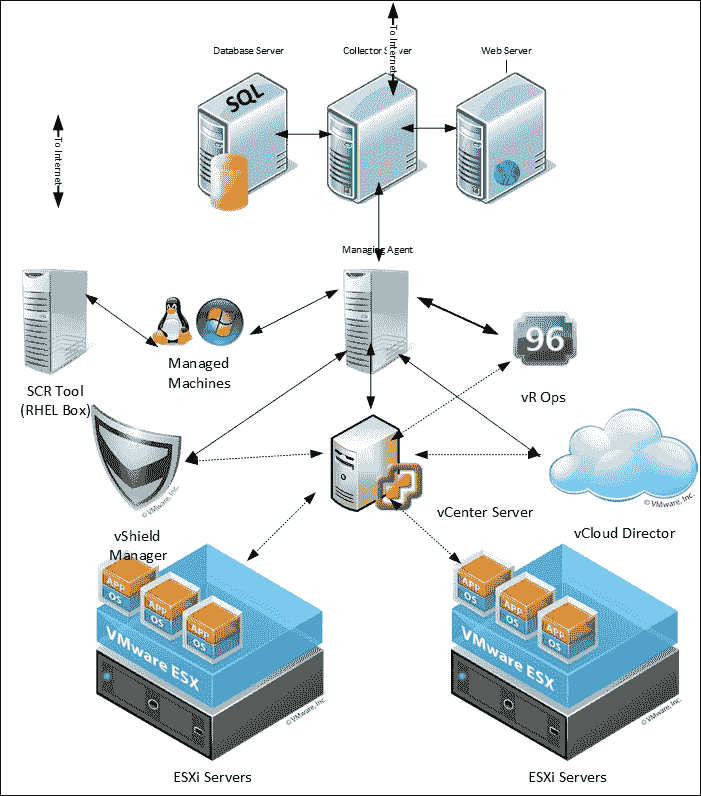 Database Server
Collector Server
Web Server
To Internet
SQL
To Internet
Managing Agent
96
Managed
Machines
vR Ops
SCR Tool
(RHEL Box)
© VMware, Inc.
© VMware, Inc.
vCenter Server
vCloud Director
vShield
Manager
APP
OS
APP
OS
APP
OS
VMware ESX
© VMware, Inc.
APP
OS
APP
OS
APP
OS
VMware ESX
© VMware, Inc.
ESXi Servers
ESXi Servers